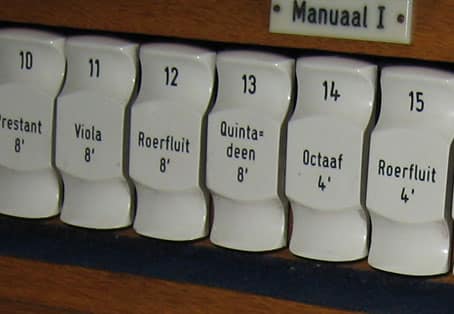 Manuaal I
10
Prestant
8'
11
Viola
8'
12
Roerfluit
8'
13
Quinta=
deen
8'
14
Octaaf
4'
15
Roerfluit
4'